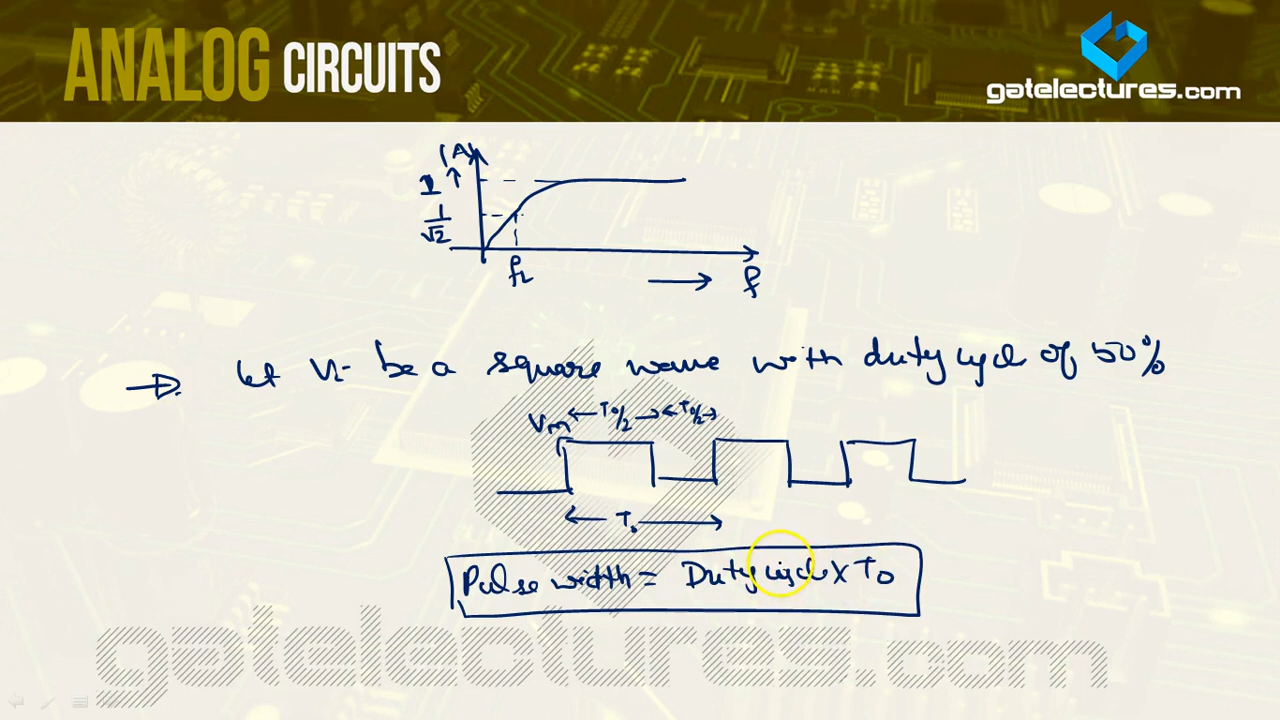 ANALOG CIRCUITS
gatelectures.com
|A|
1
1/√2
fL
f
Let Vi be a square wave with duty cycle of 50%
Vm T0/2 T0/2
T0
Pulse width = Duty cycle x T0
gatelectures.com